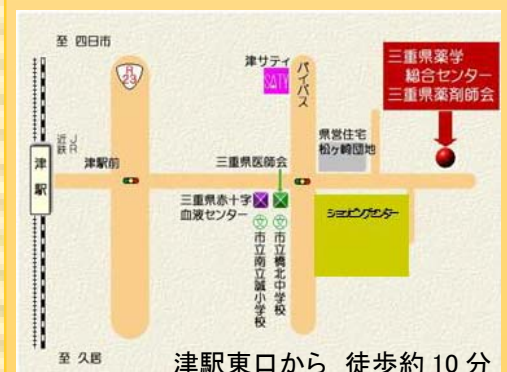 至 四日市
R
23
津サティ
SATY
バイパス
三重県薬学
総合センター
三重県薬剤師会
近鉄
JR
津駅
津駅前
三重県医師会
県営住宅
松ヶ崎団地
三重県赤十字
血液センター
文
文
市立南立誠小学校
市立橋北中学校
ショッピングセンター
至 久居
津駅東口から 徒歩約10分